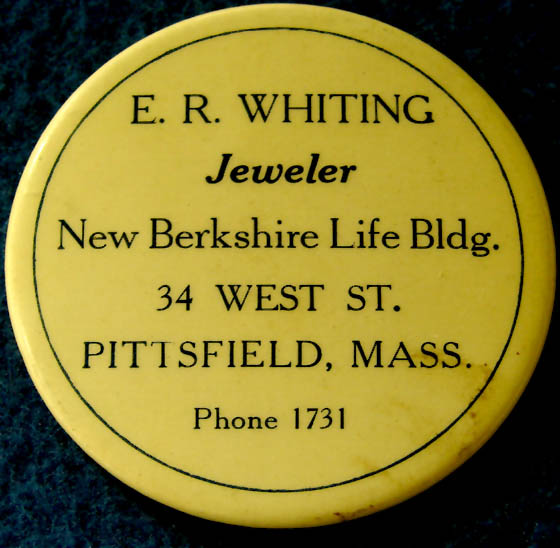 E. R. WHITING
Jeweler
New Berkshire Life Bldg.
34 WEST ST.
PITTSFIELD, MASS.
Phone 1731